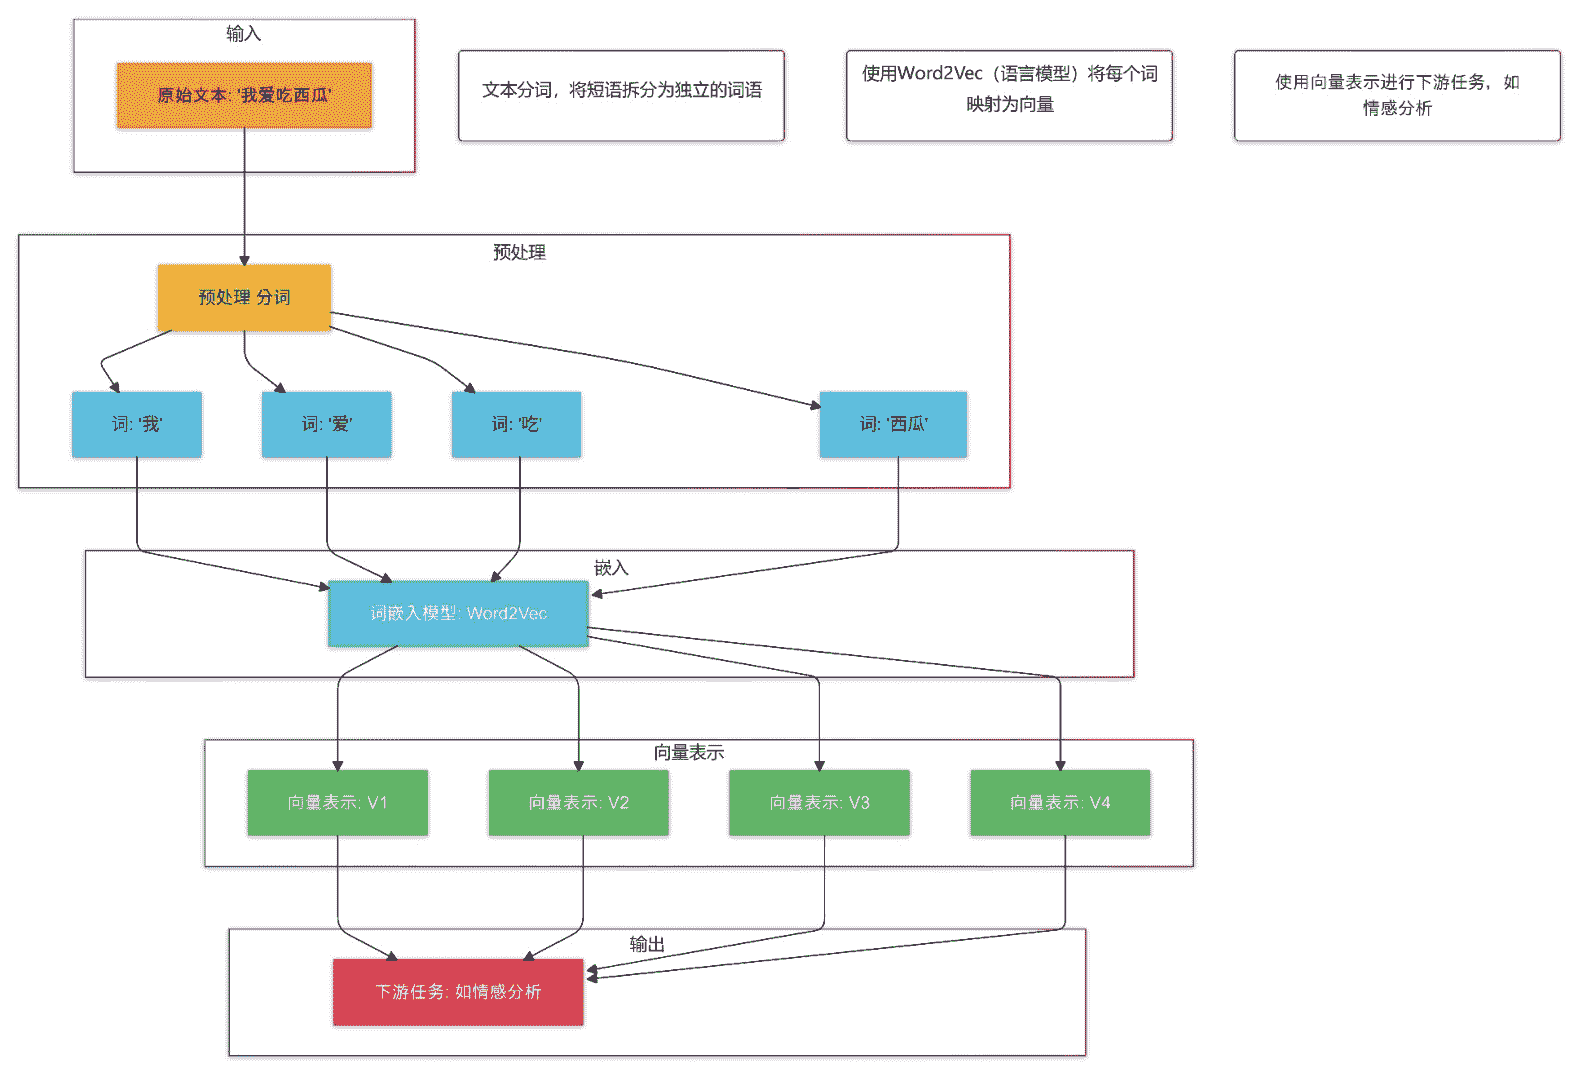 输入
原始文本: '我爱吃西瓜'
文本分词，将短语拆分为独立的词语
使用Word2Vec（语言模型）将每个词
映射为向量
使用向量表示进行下游任务，如
情感分析
预处理
预处理 分词
词: '我'
词: '爱'
词: '吃'
词: '西瓜'
嵌入
词嵌入模型: Word2Vec
向量表示
向量表示: V1
向量表示: V2
向量表示: V3
向量表示: V4
输出
下游任务: 如情感分析